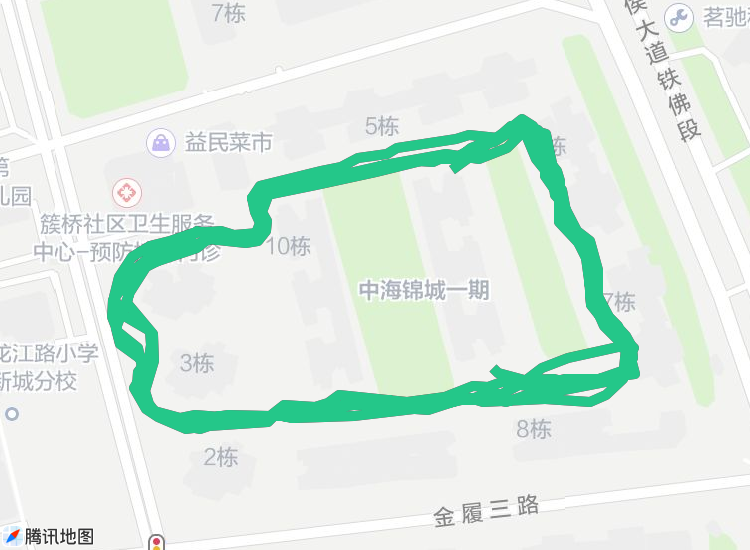 7栋
茗驰
侯大道铁佛段
5栋
益民菜市
栋
第
儿园
簇桥社区卫生服务
中心-预防
门诊
10栋
中海锦城一期
7栋
龙江路小学
新城分校
3栋
8栋
2栋
金履三路
腾讯地图